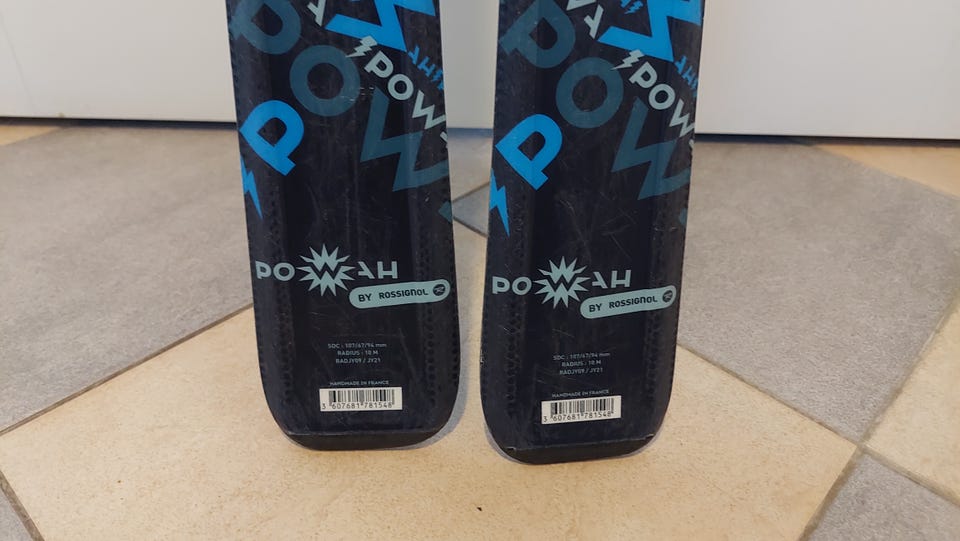 POW
POW
P
POWAH
BY ROSSIGNOL
SDC : 107/67/94 mm
RADIUS : 10 M
RADJY09 / JY21
HANDMADE IN FRANCE
3 607681 781548
AH
POW
POW
P
POWAH
BY ROSSIGNOL
SDC : 107/67/94 mm
RADIUS : 10 M
RADJY09 / JY21
HANDMADE IN FRANCE
3 607681 781548